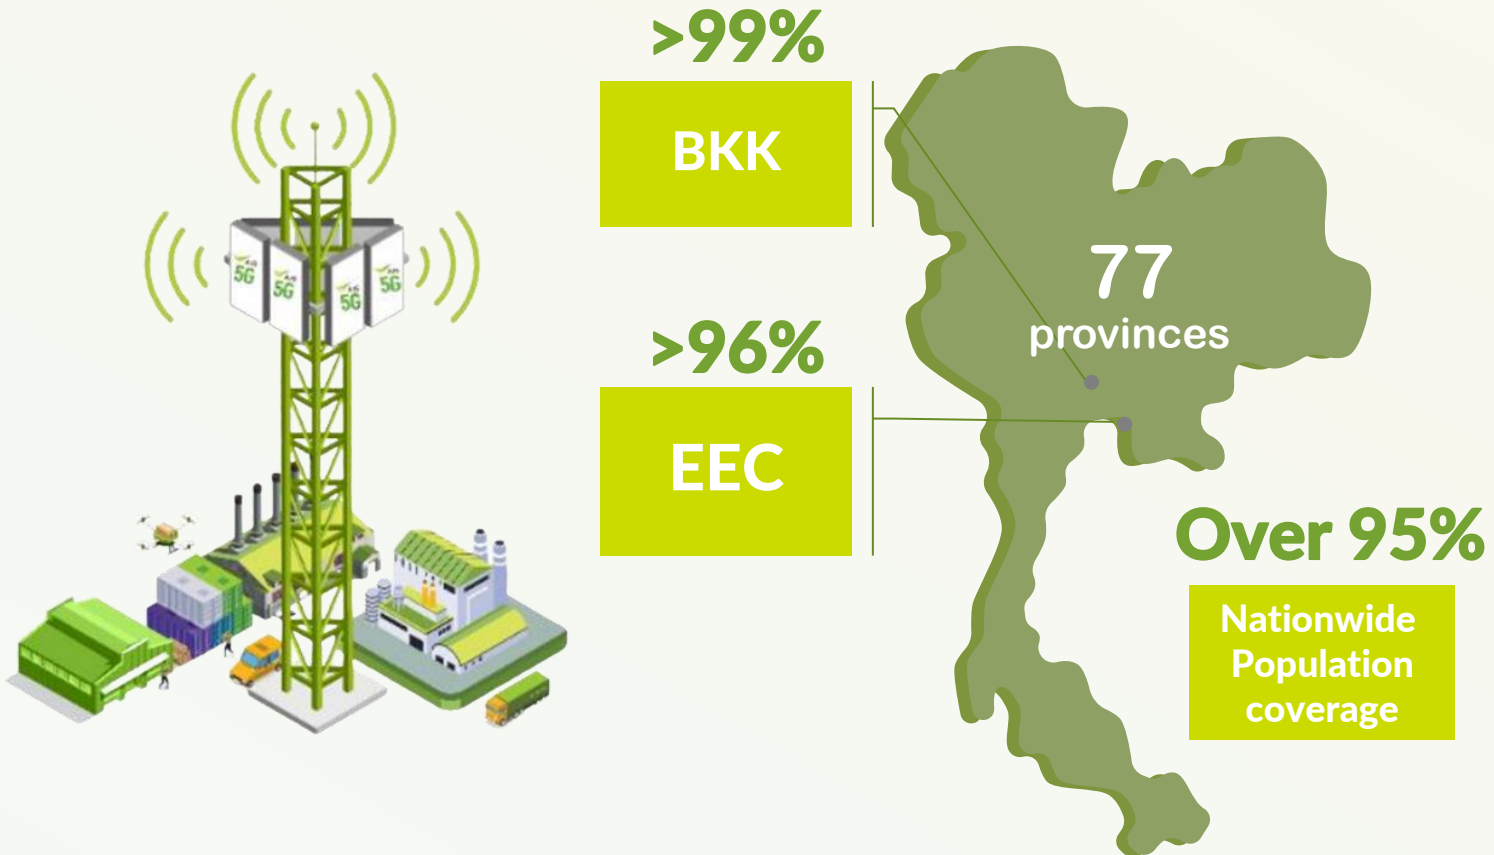 >99%
BKK
>96%
EEC
77
provinces
Over 95%
Nationwide
Population
coverage
5G
5G
5G
5G